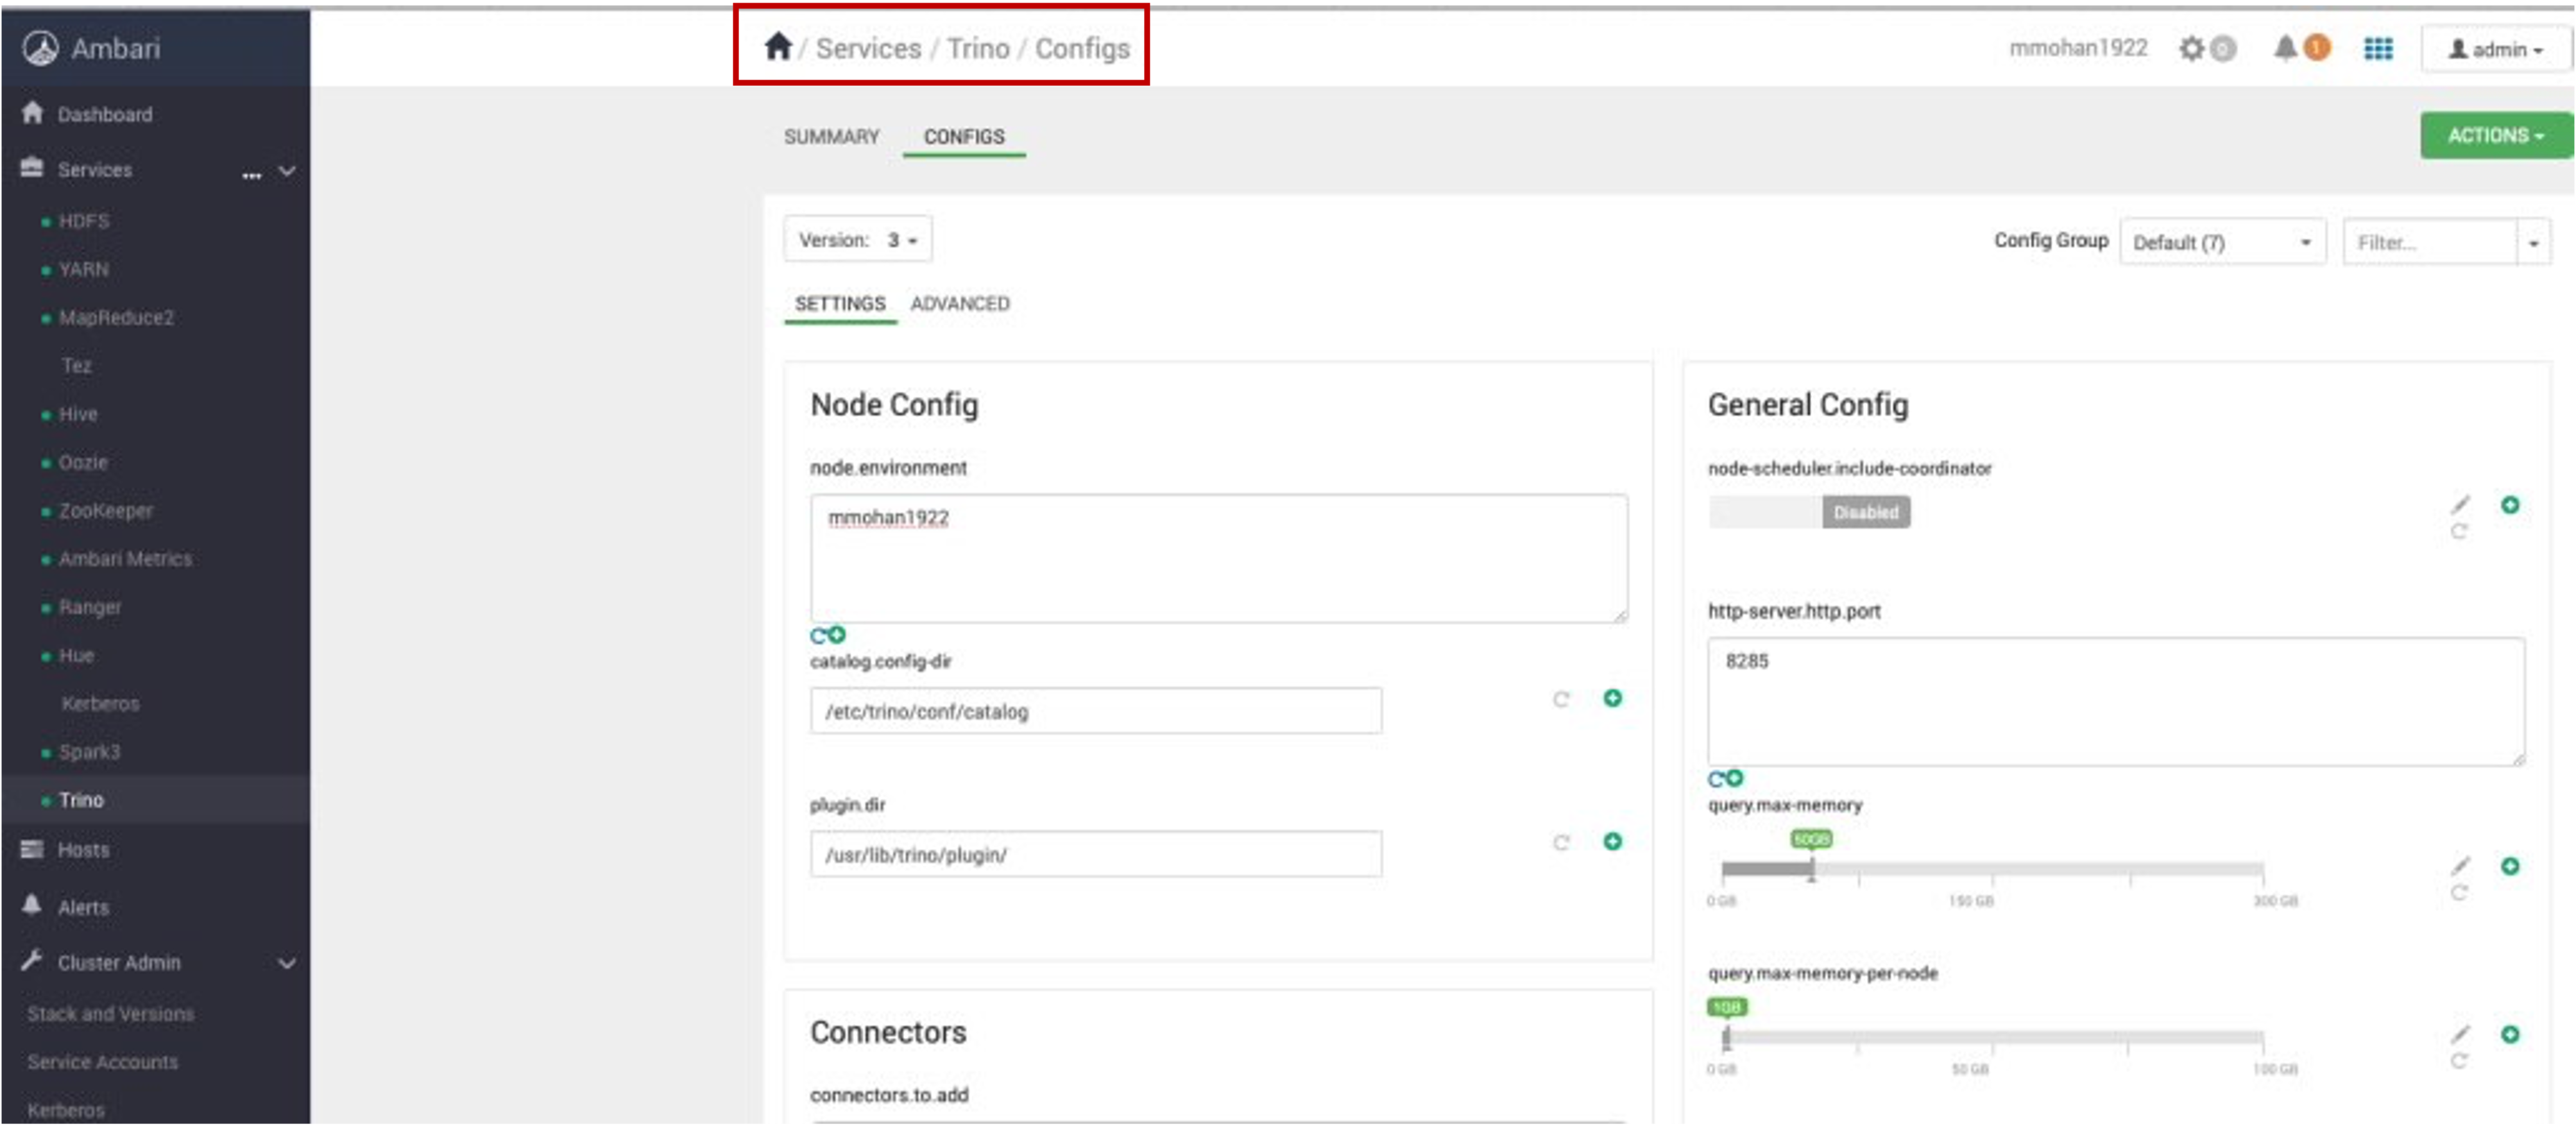 Ambari
/ Services / Trino / Configs
mmohan1922
0
1
admin
Dashboard
Services
...
HDFS
YARN
MapReduce2
Tez
Hive
Oozie
ZooKeeper
Ambari Metrics
Ranger
Hue
Kerberos
Spark3
Trino
Hosts
Alerts
Cluster Admin
Stack and Versions
Service Accounts
Kerberos
SUMMARY CONFIGS
ACTIONS
Version: 3
Config Group Default (7) Filter...
SETTINGS ADVANCED
Node Config
node.environment
mmohan1922
catalog.config-dir
/etc/trino/conf/catalog
plugin.dir
/usr/lib/trino/plugin/
Connectors
connectors.to.add
General Config
node-scheduler.include-coordinator
Disabled
http-server.http.port
8285
query.max-memory
50GB
0 GB 150 GB 300 GB
query.max-memory-per-node
1GB
0 GB 50 GB 100 GB